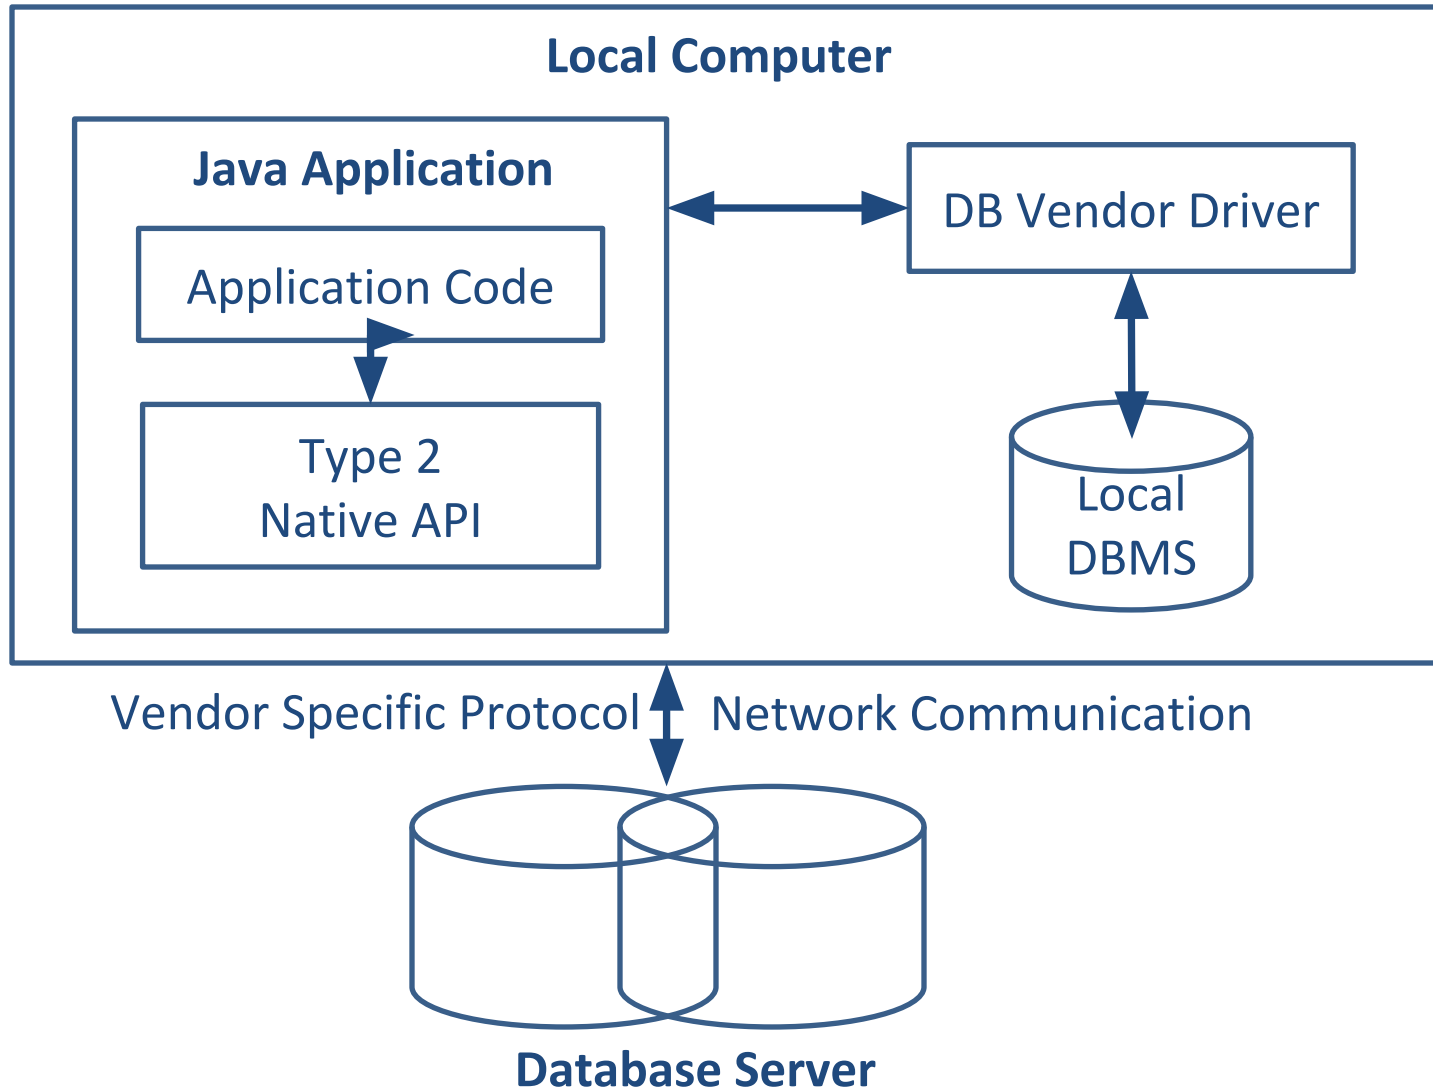 Local Computer
Java Application
DB Vendor Driver
Application Code
Type 2
Native API
Local
DBMS
Vendor Specific Protocol
Network Communication
Database Server